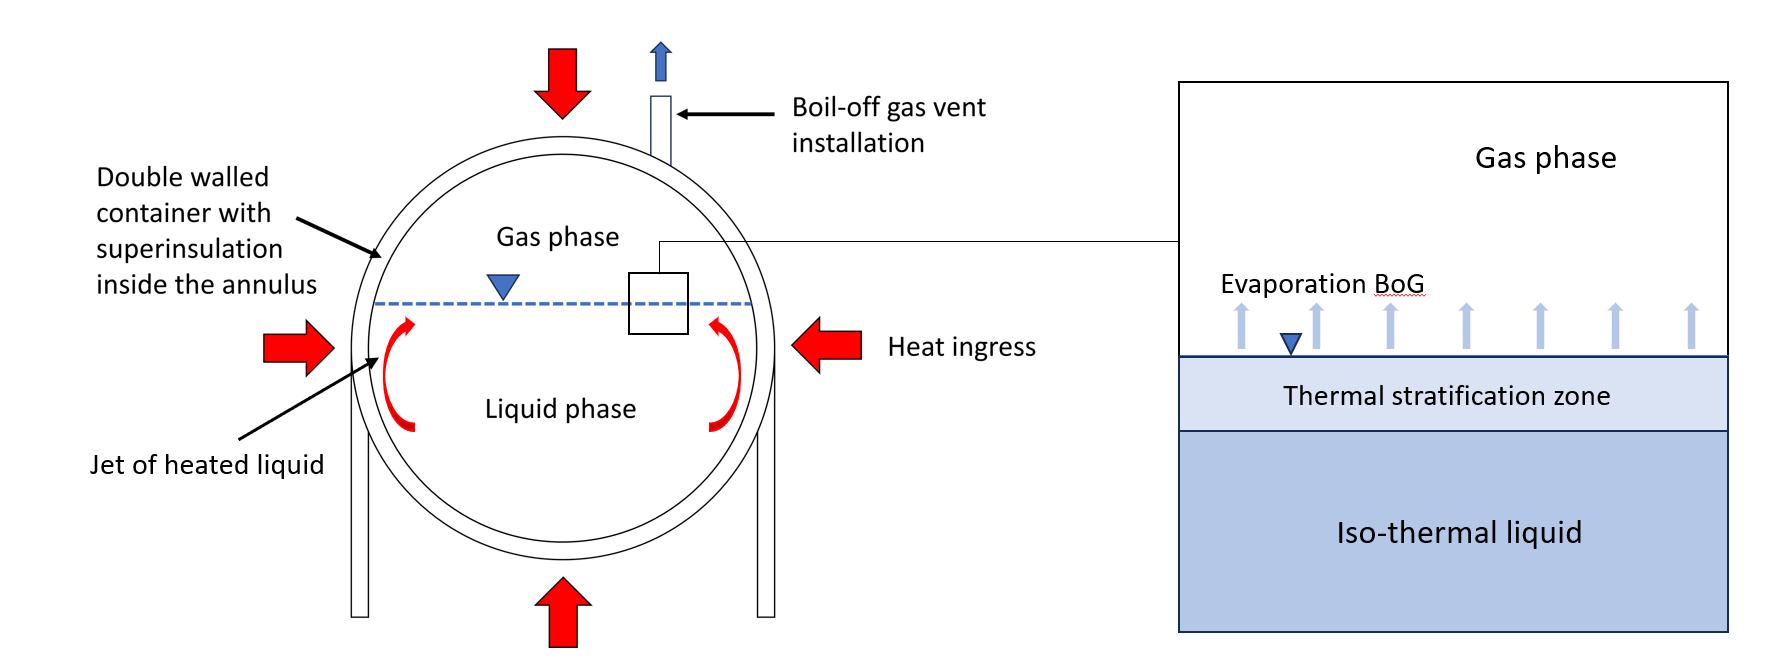 Boil-off gas vent
installation
Double walled
container with
superinsulation
inside the annulus
Gas phase
Heat ingress
Liquid phase
Jet of heated liquid
Gas phase
Evaporation BoG
Thermal stratification zone
Iso-thermal liquid